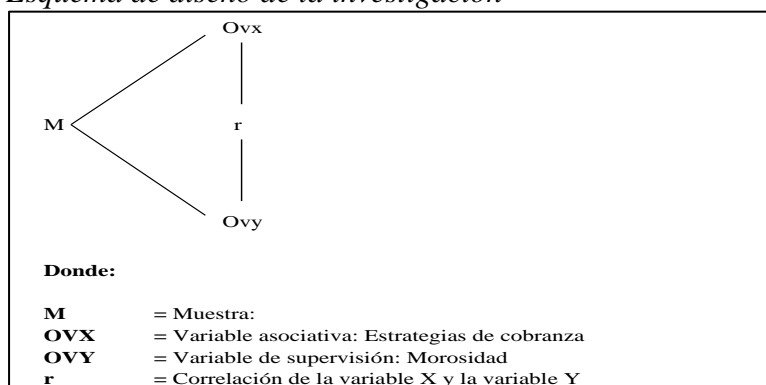 Esquema de diseño de la investigación
Ovx
M
r
Ovy
Donde:
M = Muestra:
OVX = Variable asociativa: Estrategias de cobranza
OVY = Variable de supervisión: Morosidad
r = Correlación de la variable X y la variable Y